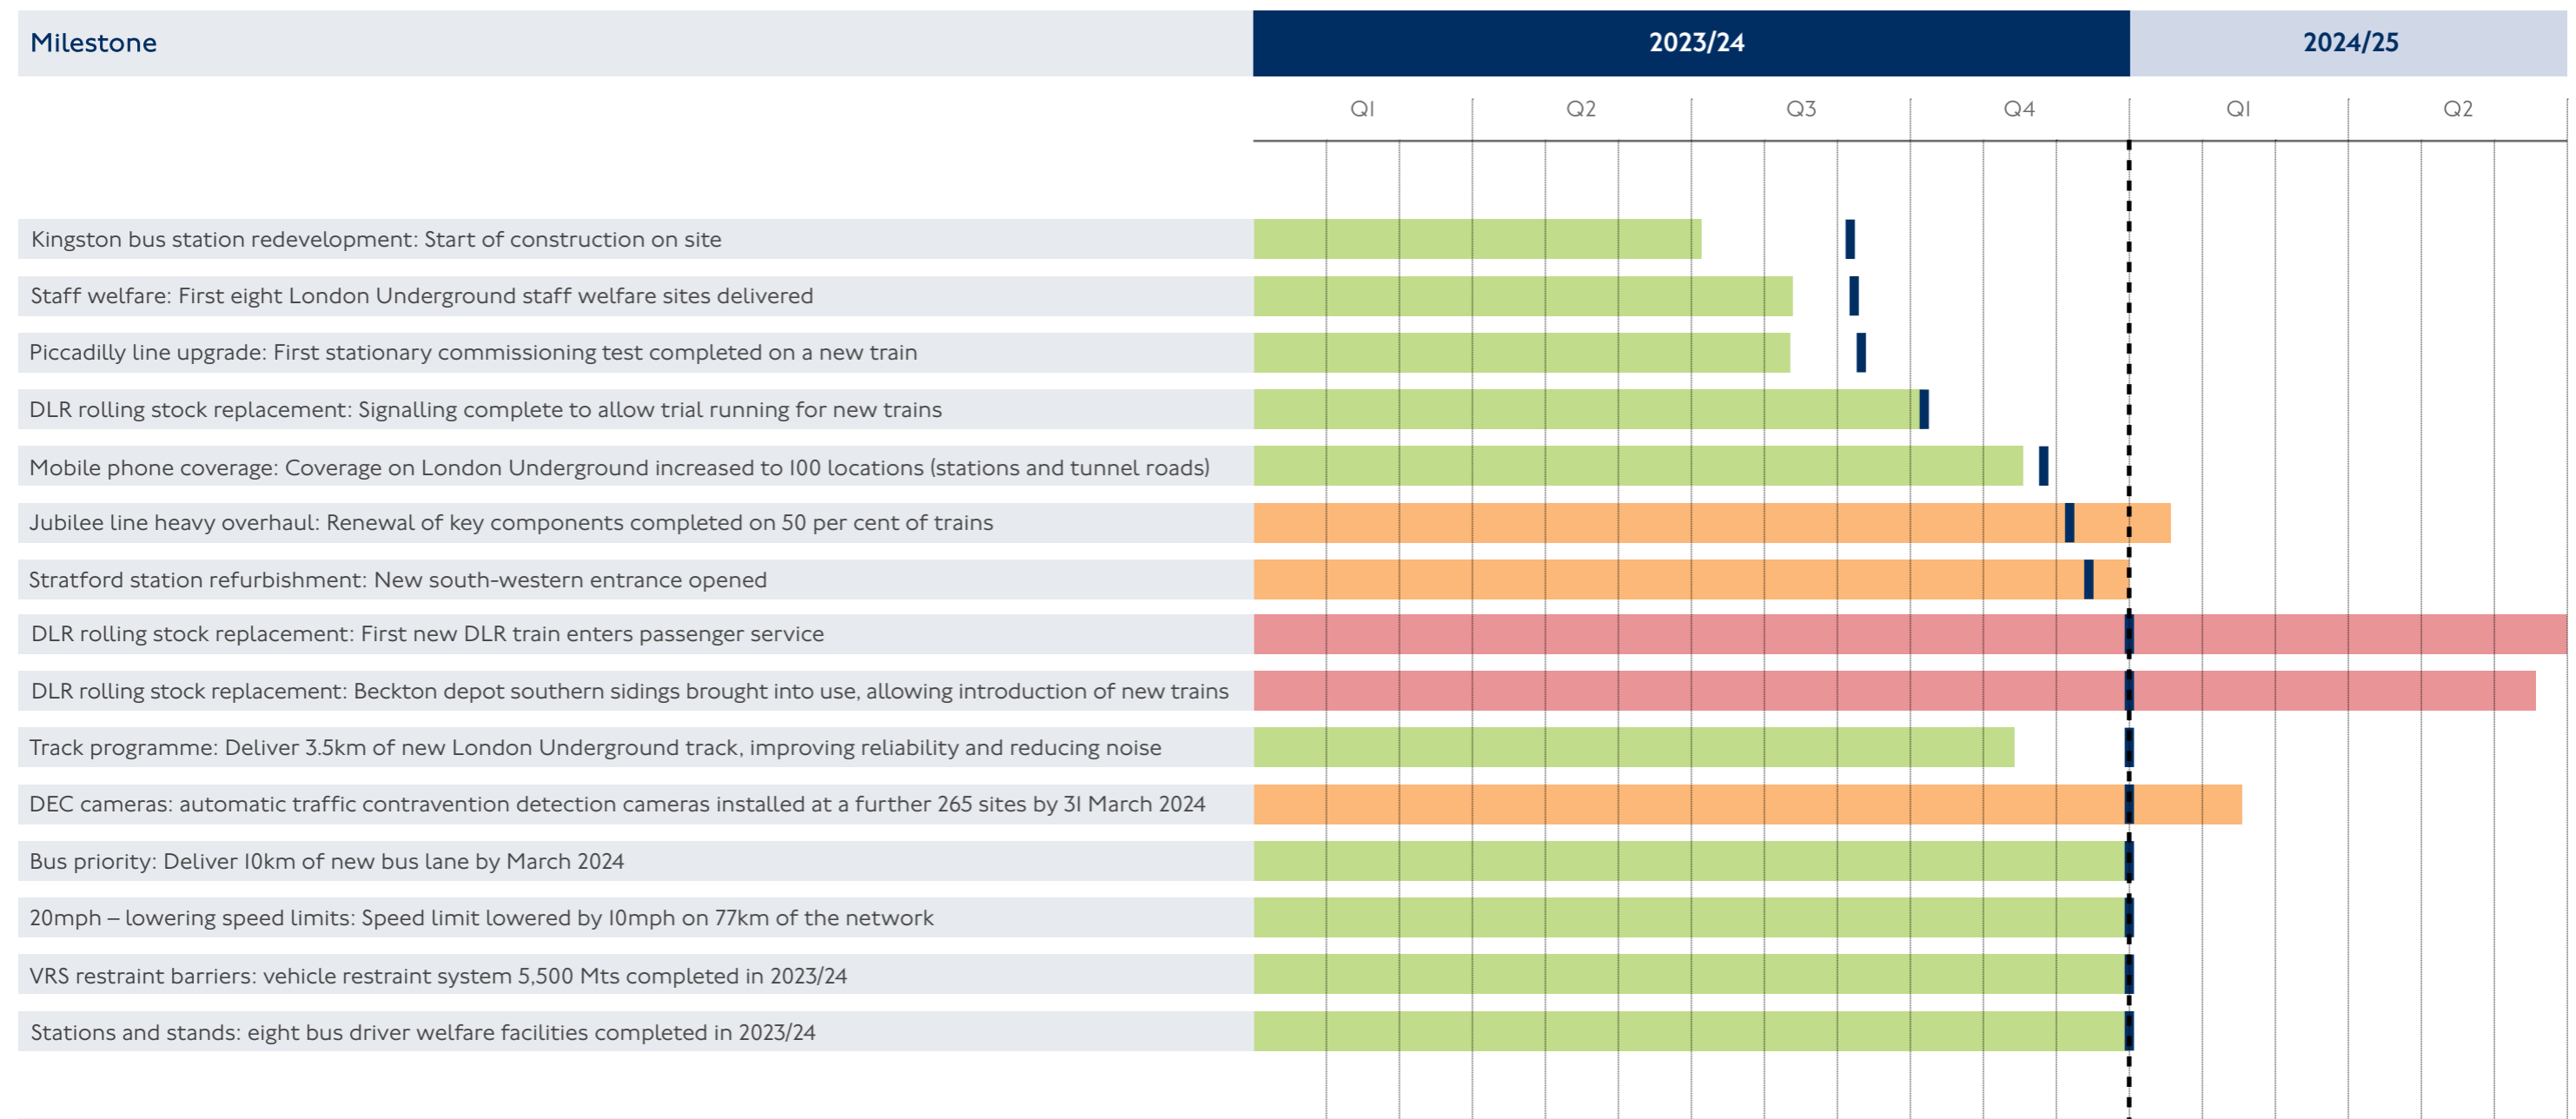 Milestone 2023/24 2024/25
Q1 Q2 Q3 Q4 Q1 Q2
Kingston bus station redevelopment: Start of construction on site
Staff welfare: First eight London Underground staff welfare sites delivered
Piccadilly line upgrade: First stationary commissioning test completed on a new train
DLR rolling stock replacement: Signalling complete to allow trial running for new trains
Mobile phone coverage: Coverage on London Underground increased to 100 locations (stations and tunnel roads)
Jubilee line heavy overhaul: Renewal of key components completed on 50 per cent of trains
Stratford station refurbishment: New south-western entrance opened
DLR rolling stock replacement: First new DLR train enters passenger service
DLR rolling stock replacement: Beckton depot southern sidings brought into use, allowing introduction of new trains
Track programme: Deliver 3.5km of new London Underground track, improving reliability and reducing noise
DEC cameras: automatic traffic contravention detection cameras installed at a further 265 sites by 31 March 2024
Bus priority: Deliver 10km of new bus lane by March 2024
20mph – lowering speed limits: Speed limit lowered by 10mph on 77km of the network
VRS restraint barriers: vehicle restraint system 5,500 Mts completed in 2023/24
Stations and stands: eight bus driver welfare facilities completed in 2023/24